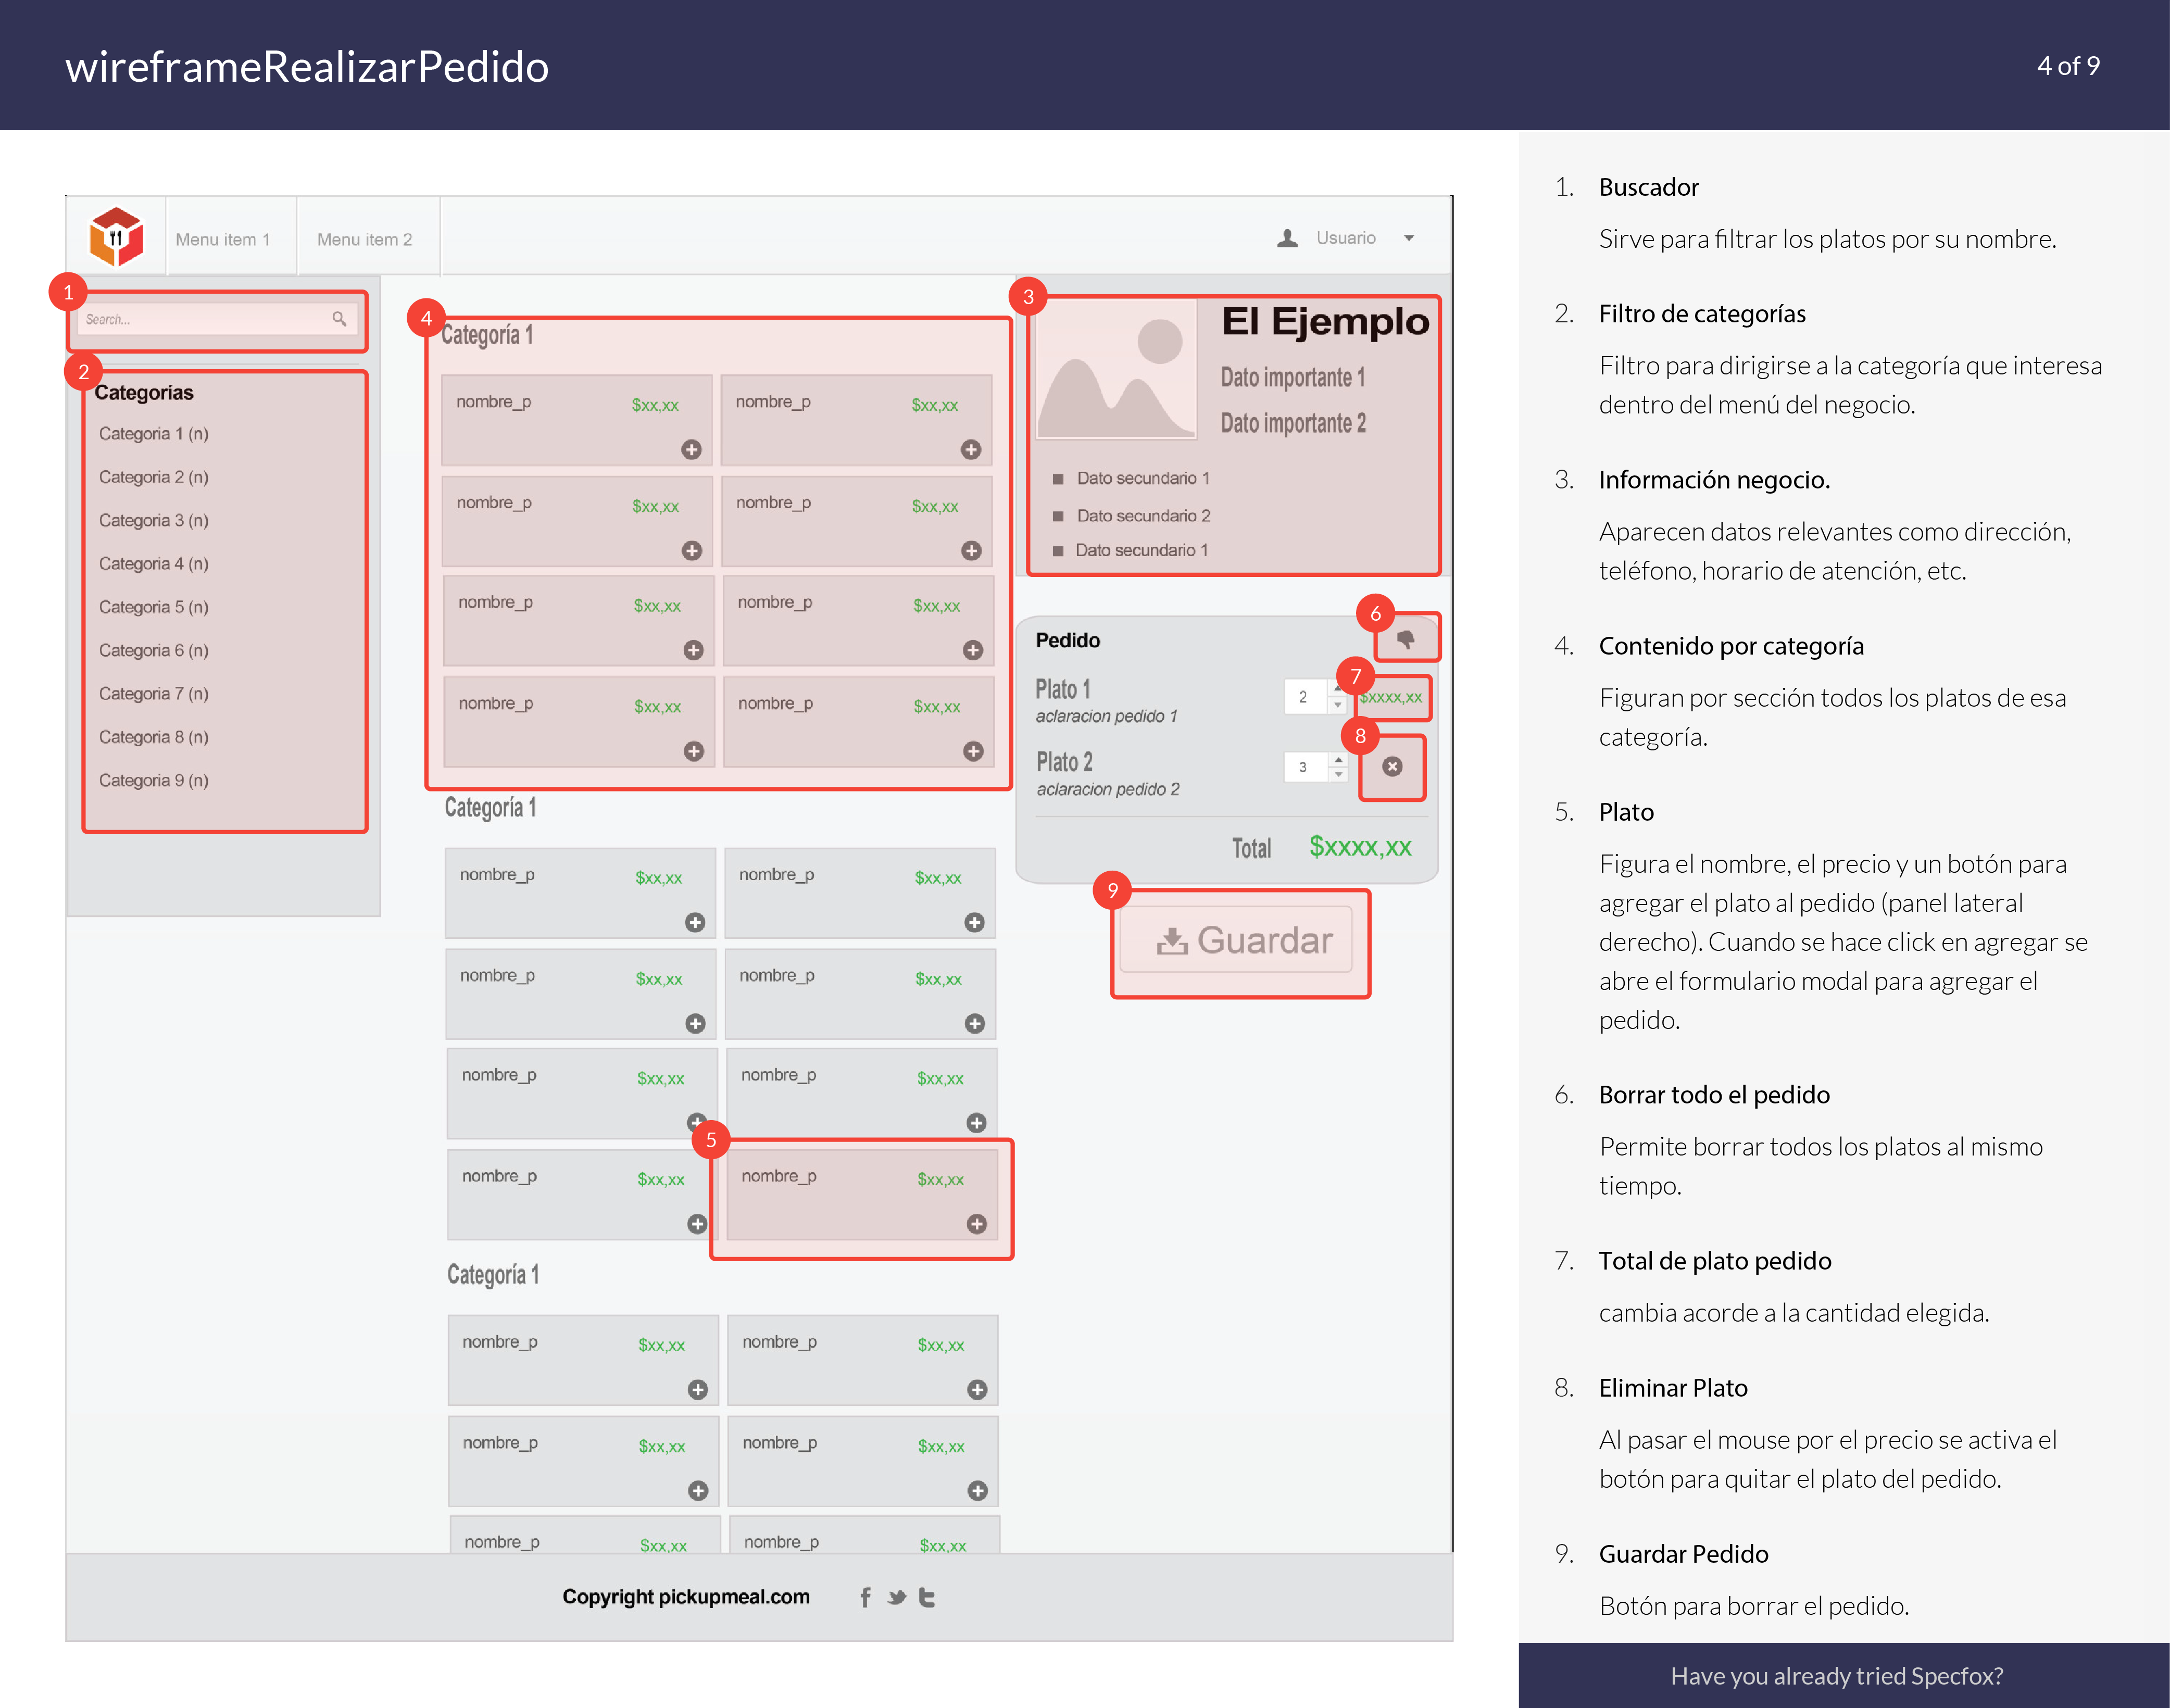 wireframeRealizarPedido
4 of 9
Menu item 1
Menu item 2
Usuario
1
Search...
2
Categorías
Categoria 1 (n)
Categoria 2 (n)
Categoria 3 (n)
Categoria 4 (n)
Categoria 5 (n)
Categoria 6 (n)
Categoria 7 (n)
Categoria 8 (n)
Categoria 9 (n)
4
Categoría 1
nombre_p $xx,xx nombre_p $xx,xx
nombre_p $xx,xx nombre_p $xx,xx
nombre_p $xx,xx nombre_p $xx,xx
nombre_p $xx,xx nombre_p $xx,xx
Categoría 1
nombre_p $xx,xx nombre_p $xx,xx
nombre_p $xx,xx nombre_p $xx,xx
nombre_p $xx,xx nombre_p $xx,xx
5
nombre_p $xx,xx nombre_p $xx,xx
Categoría 1
nombre_p $xx,xx nombre_p $xx,xx
nombre_p $xx,xx nombre_p $xx,xx
nombre_p $xx,xx nombre_p $xx,xx
3
El Ejemplo
Dato importante 1
Dato importante 2
Dato secundario 1
Dato secundario 2
Dato secundario 1
6
Pedido
7
Plato 1 2 $xxxx,xx
aclaracion pedido 1
8
Plato 2 3
aclaracion pedido 2
Total $xxxx,xx
9
Guardar
Copyright pickupmeal.com
1. Buscador
Sirve para filtrar los platos por su nombre.
2. Filtro de categorías
Filtro para dirigirse a la categoría que interesa
dentro del menú del negocio.
3. Información negocio.
Aparecen datos relevantes como dirección,
teléfono, horario de atención, etc.
4. Contenido por categoría
Figuran por sección todos los platos de esa
categoría.
5. Plato
Figura el nombre, el precio y un botón para
agregar el plato al pedido (panel lateral
derecho). Cuando se hace click en agregar se
abre el formulario modal para agregar el
pedido.
6. Borrar todo el pedido
Permite borrar todos los platos al mismo
tiempo.
7. Total de plato pedido
cambia acorde a la cantidad elegida.
8. Eliminar Plato
Al pasar el mouse por el precio se activa el
botón para quitar el plato del pedido.
9. Guardar Pedido
Botón para borrar el pedido.
Have you already tried Specfox?